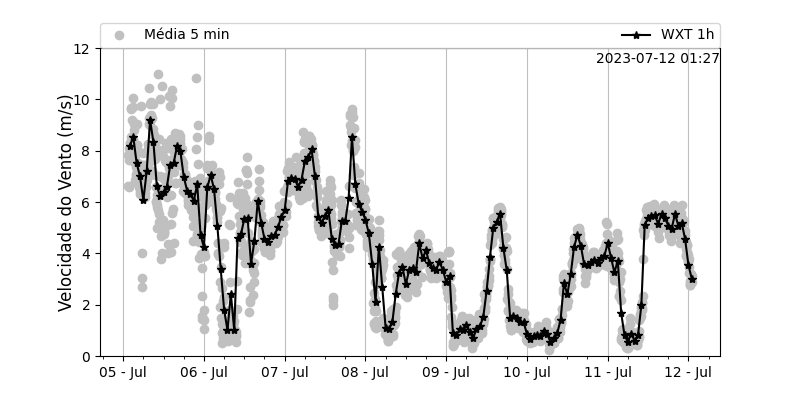 Média 5 min
WXT 1h
2023-07-12 01:27
Velocidade do Vento (m/s)
12
10
8
6
4
2
0
05 - Jul
06 - Jul
07 - Jul
08 - Jul
09 - Jul
10 - Jul
11 - Jul
12 - Jul